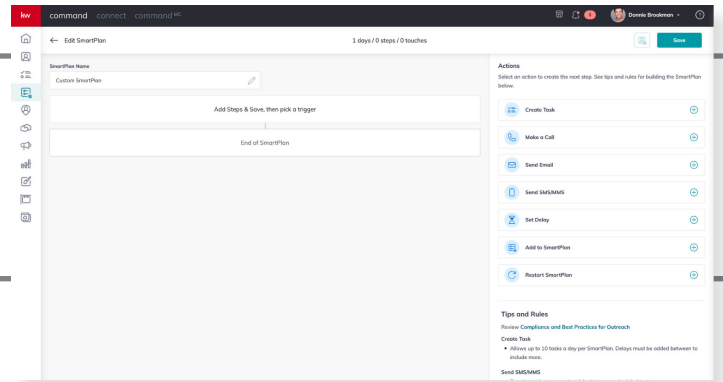 kw command connect command MC 1 Donnie Brookman
Edit SmartPlan 1 days / 0 steps / 0 touches Save
SmartPlan Name
Custom SmartPlan
Add Steps & Save, then pick a trigger
End of SmartPlan
Actions
Select an action to create the next step. See tips and rules for building the SmartPlan
below.
Create Task
Make a Call
Send Email
Send SMS/MMS
Set Delay
Add to SmartPlan
Restart SmartPlan
Tips and Rules
Review Compliance and Best Practices for Outreach
Create Task
• Allows up to 10 tasks a day per SmartPlan. Delays must be added between to
include more.
Send SMS/MMS